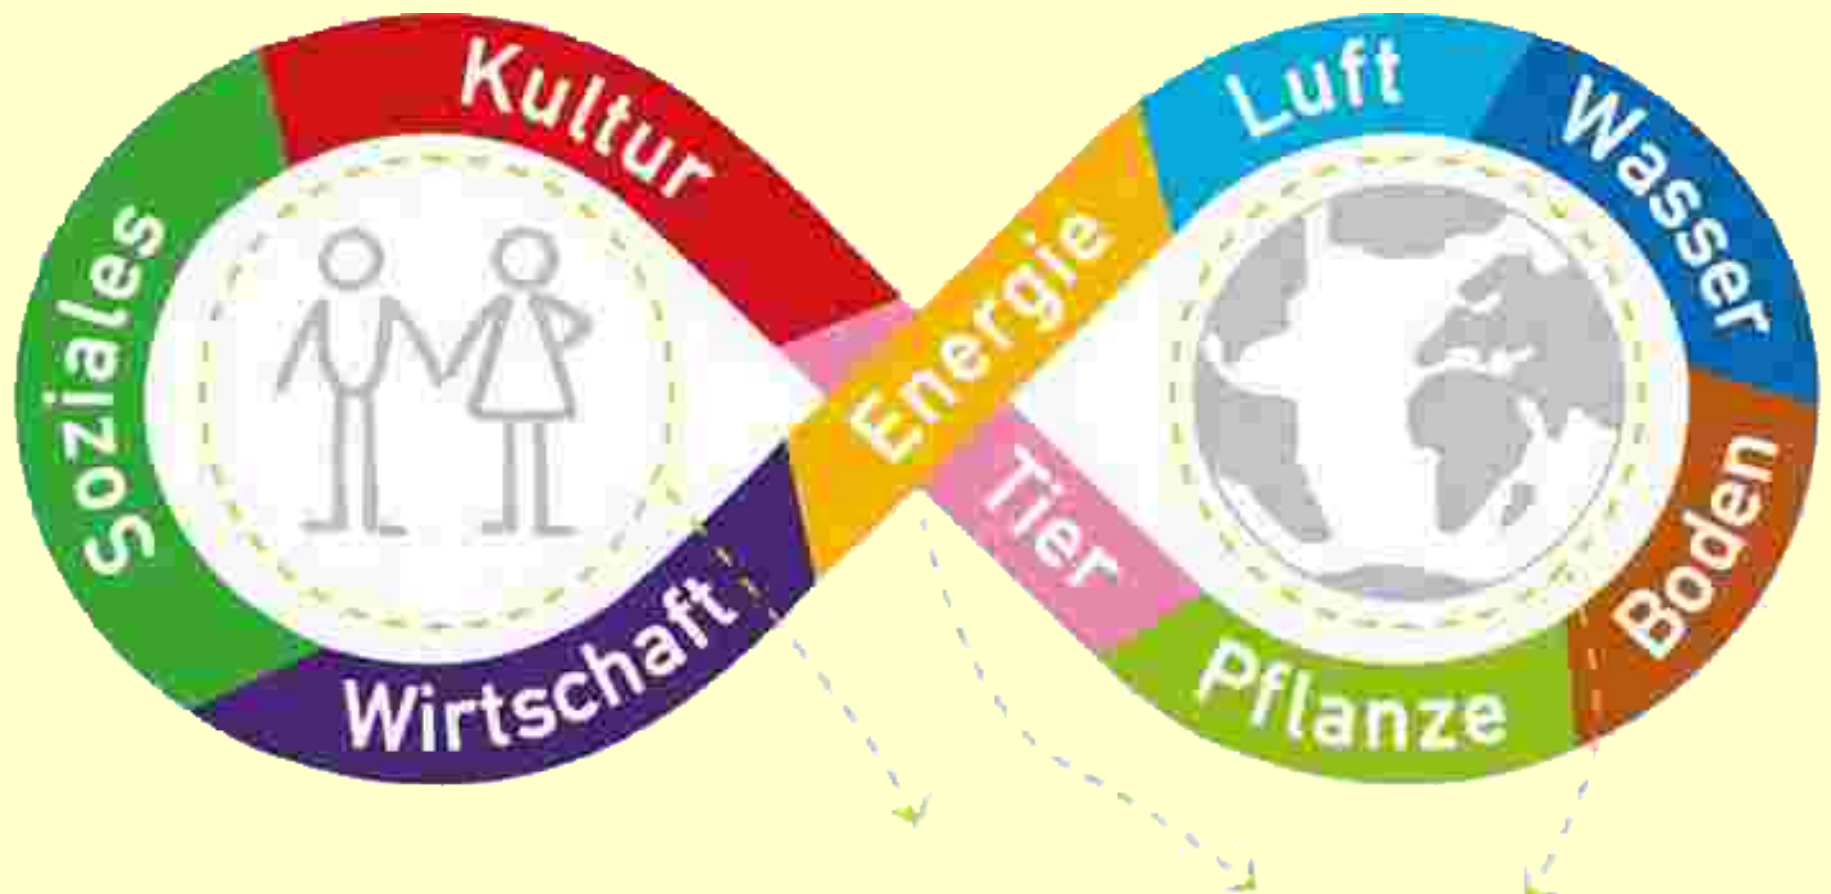 Kultur
Soziales
Wirtschaft
Energie
Luft
Wasser
Boden
Pflanze
Tier